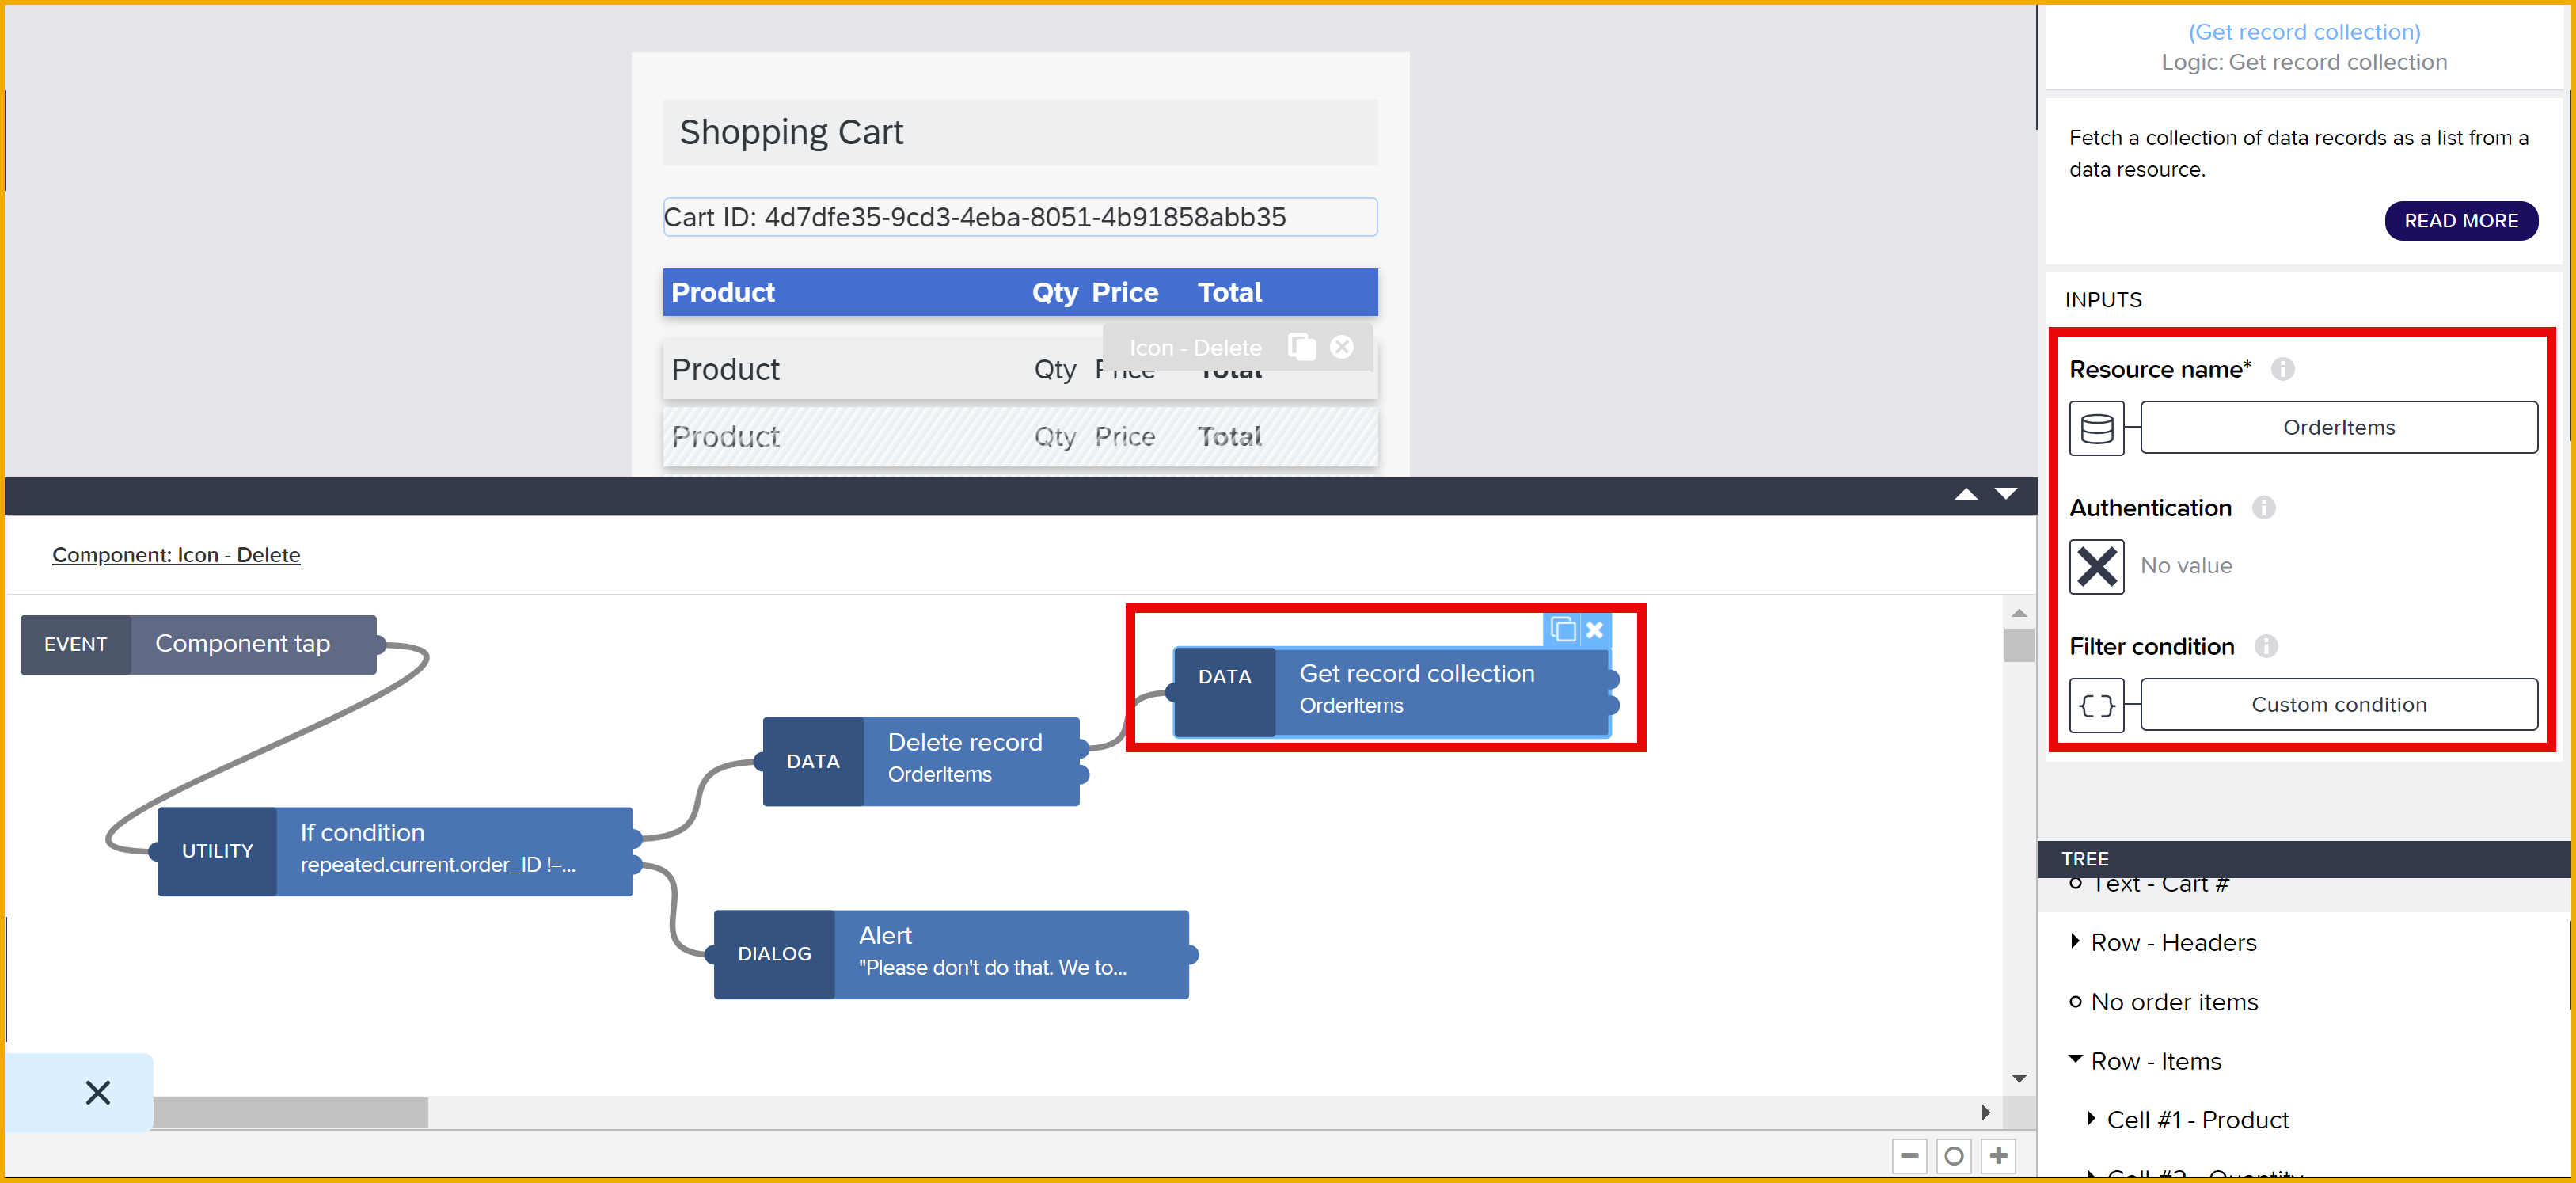 Shopping Cart
Cart ID: 4d7dfe35-9cd3-4eba-8051-4b91858abb35
Product Qty Price Total
Icon - Delete
Product Qty Price Total
Product Qty Price Total
Component: Icon - Delete
EVENT Component tap
UTILITY If condition
repeated.current.order_ID !=...
DATA Delete record
OrderItems
DATA Get record collection
OrderItems
DIALOG Alert
"Please don't do that. We to...
(Get record collection)
Logic: Get record collection
Fetch a collection of data records as a list from a
data resource.
READ MORE
INPUTS
Resource name*
OrderItems
Authentication
No value
Filter condition
Custom condition
TREE
Text - Cart #
Row - Headers
No order items
Row - Items
Cell #1 - Product
Cell #2 - Quantity